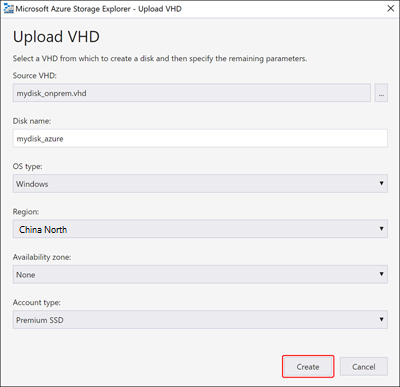 Microsoft Azure Storage Explorer - Upload VHD
Upload VHD
Select a VHD from which to create a disk and then specify the remaining parameters.
Source VHD:
mydisk_onprem.vhd
...
Disk name:
mydisk_azure
OS type:
Windows
Region:
China North
Availability zone:
None
Account type:
Premium SSD
Create Cancel